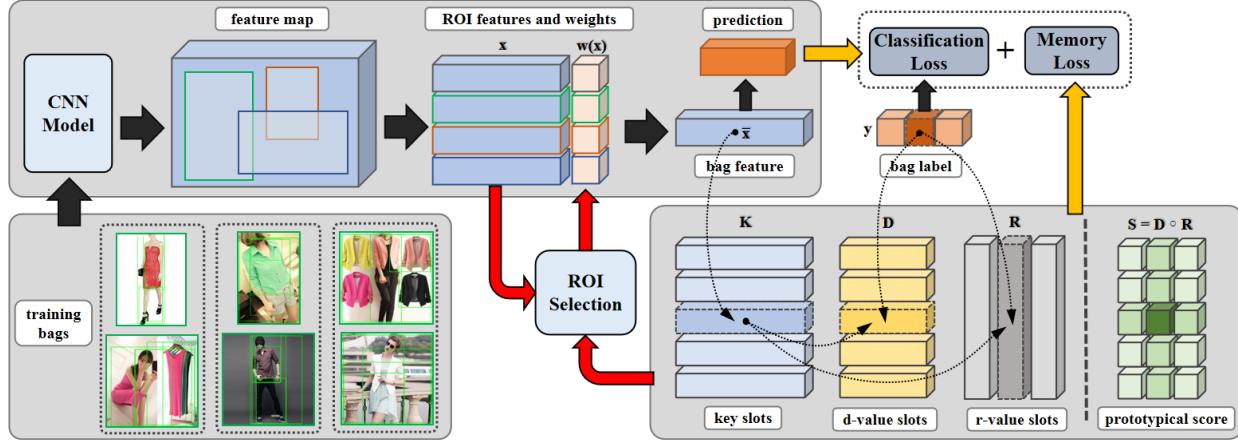 feature map
ROI features and weights
prediction
x
w(x)
Classification
Loss
+
Memory
Loss
CNN
Model
x̄
y
bag feature
bag label
training
bags
ROI
Selection
K
D
R
S = D ∘ R
key slots
d-value slots
r-value slots
prototypical score